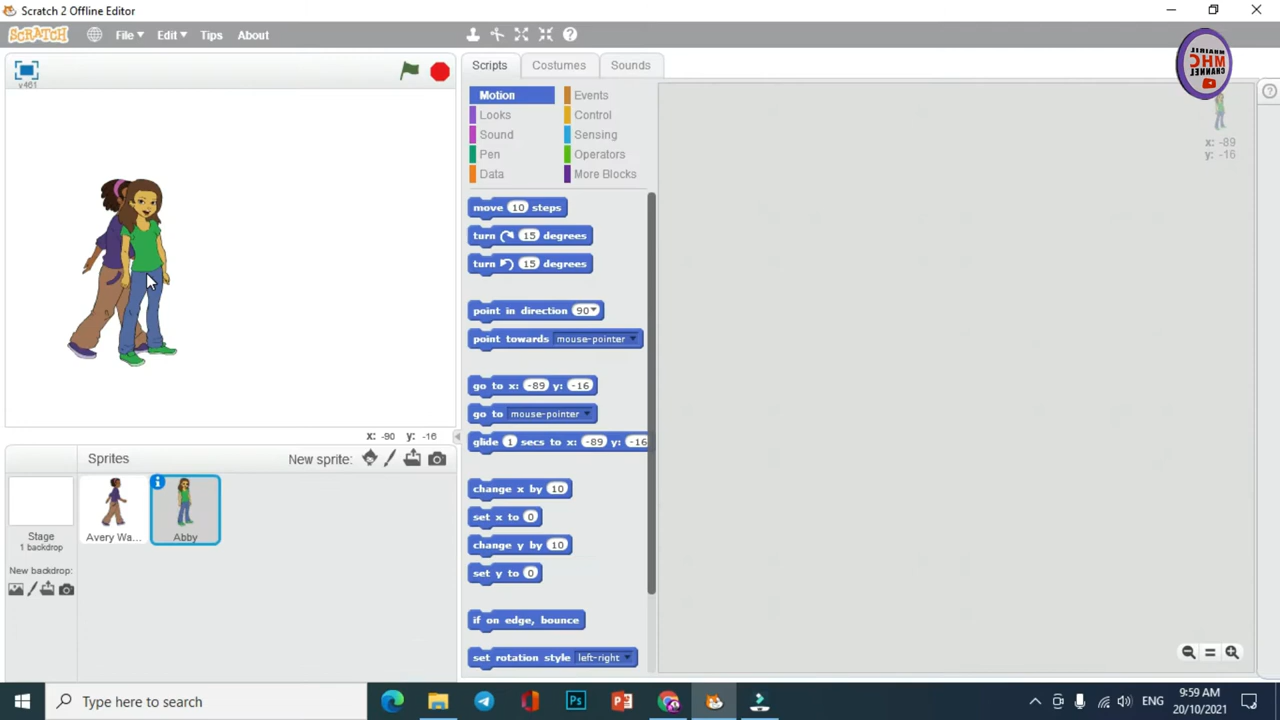 Scratch 2 Offline Editor
SCRATCH File Edit Tips About
v461
Scripts Costumes Sounds
Motion Events
Looks Control
Sound Sensing
Pen Operators
Data More Blocks
x: -89
y: -16
move 10 steps
turn 15 degrees
turn 15 degrees
point in direction 90
point towards mouse-pointer
go to x: -89 y: -16
go to mouse-pointer
glide 1 secs to x: -89 y: -16
change x by 10
set x to 0
change y by 10
set y to 0
if on edge, bounce
set rotation style left-right
x: -90 y: -16
Sprites New sprite:
Stage
1 backdrop
New backdrop:
Avery Wa...
Abby
MHC
CHANNEL
Type here to search
Ps
ENG
9:59 AM
20/10/2021